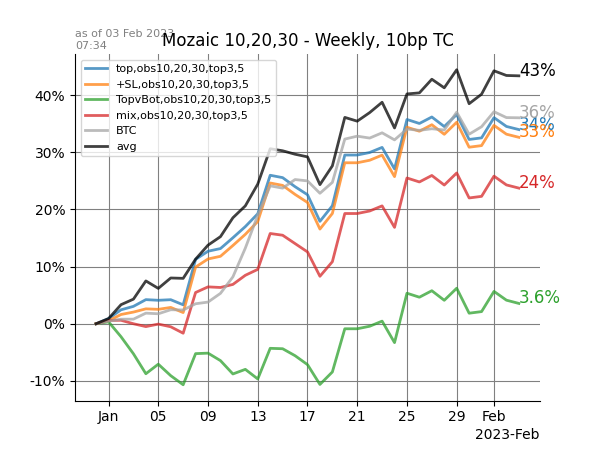 as of 03 Feb 2023
07:34
Mozaic 10,20,30 - Weekly, 10bp TC
top,obs10,20,30,top3,5
+SL,obs10,20,30,top3,5
TopvBot,obs10,20,30,top3,5
mix,obs10,20,30,top3,5
BTC
avg
43%
36%
34%
33%
24%
3.6%
40%
30%
20%
10%
0%
-10%
Jan 05 09 13 17 21 25 29 Feb
2023-Feb